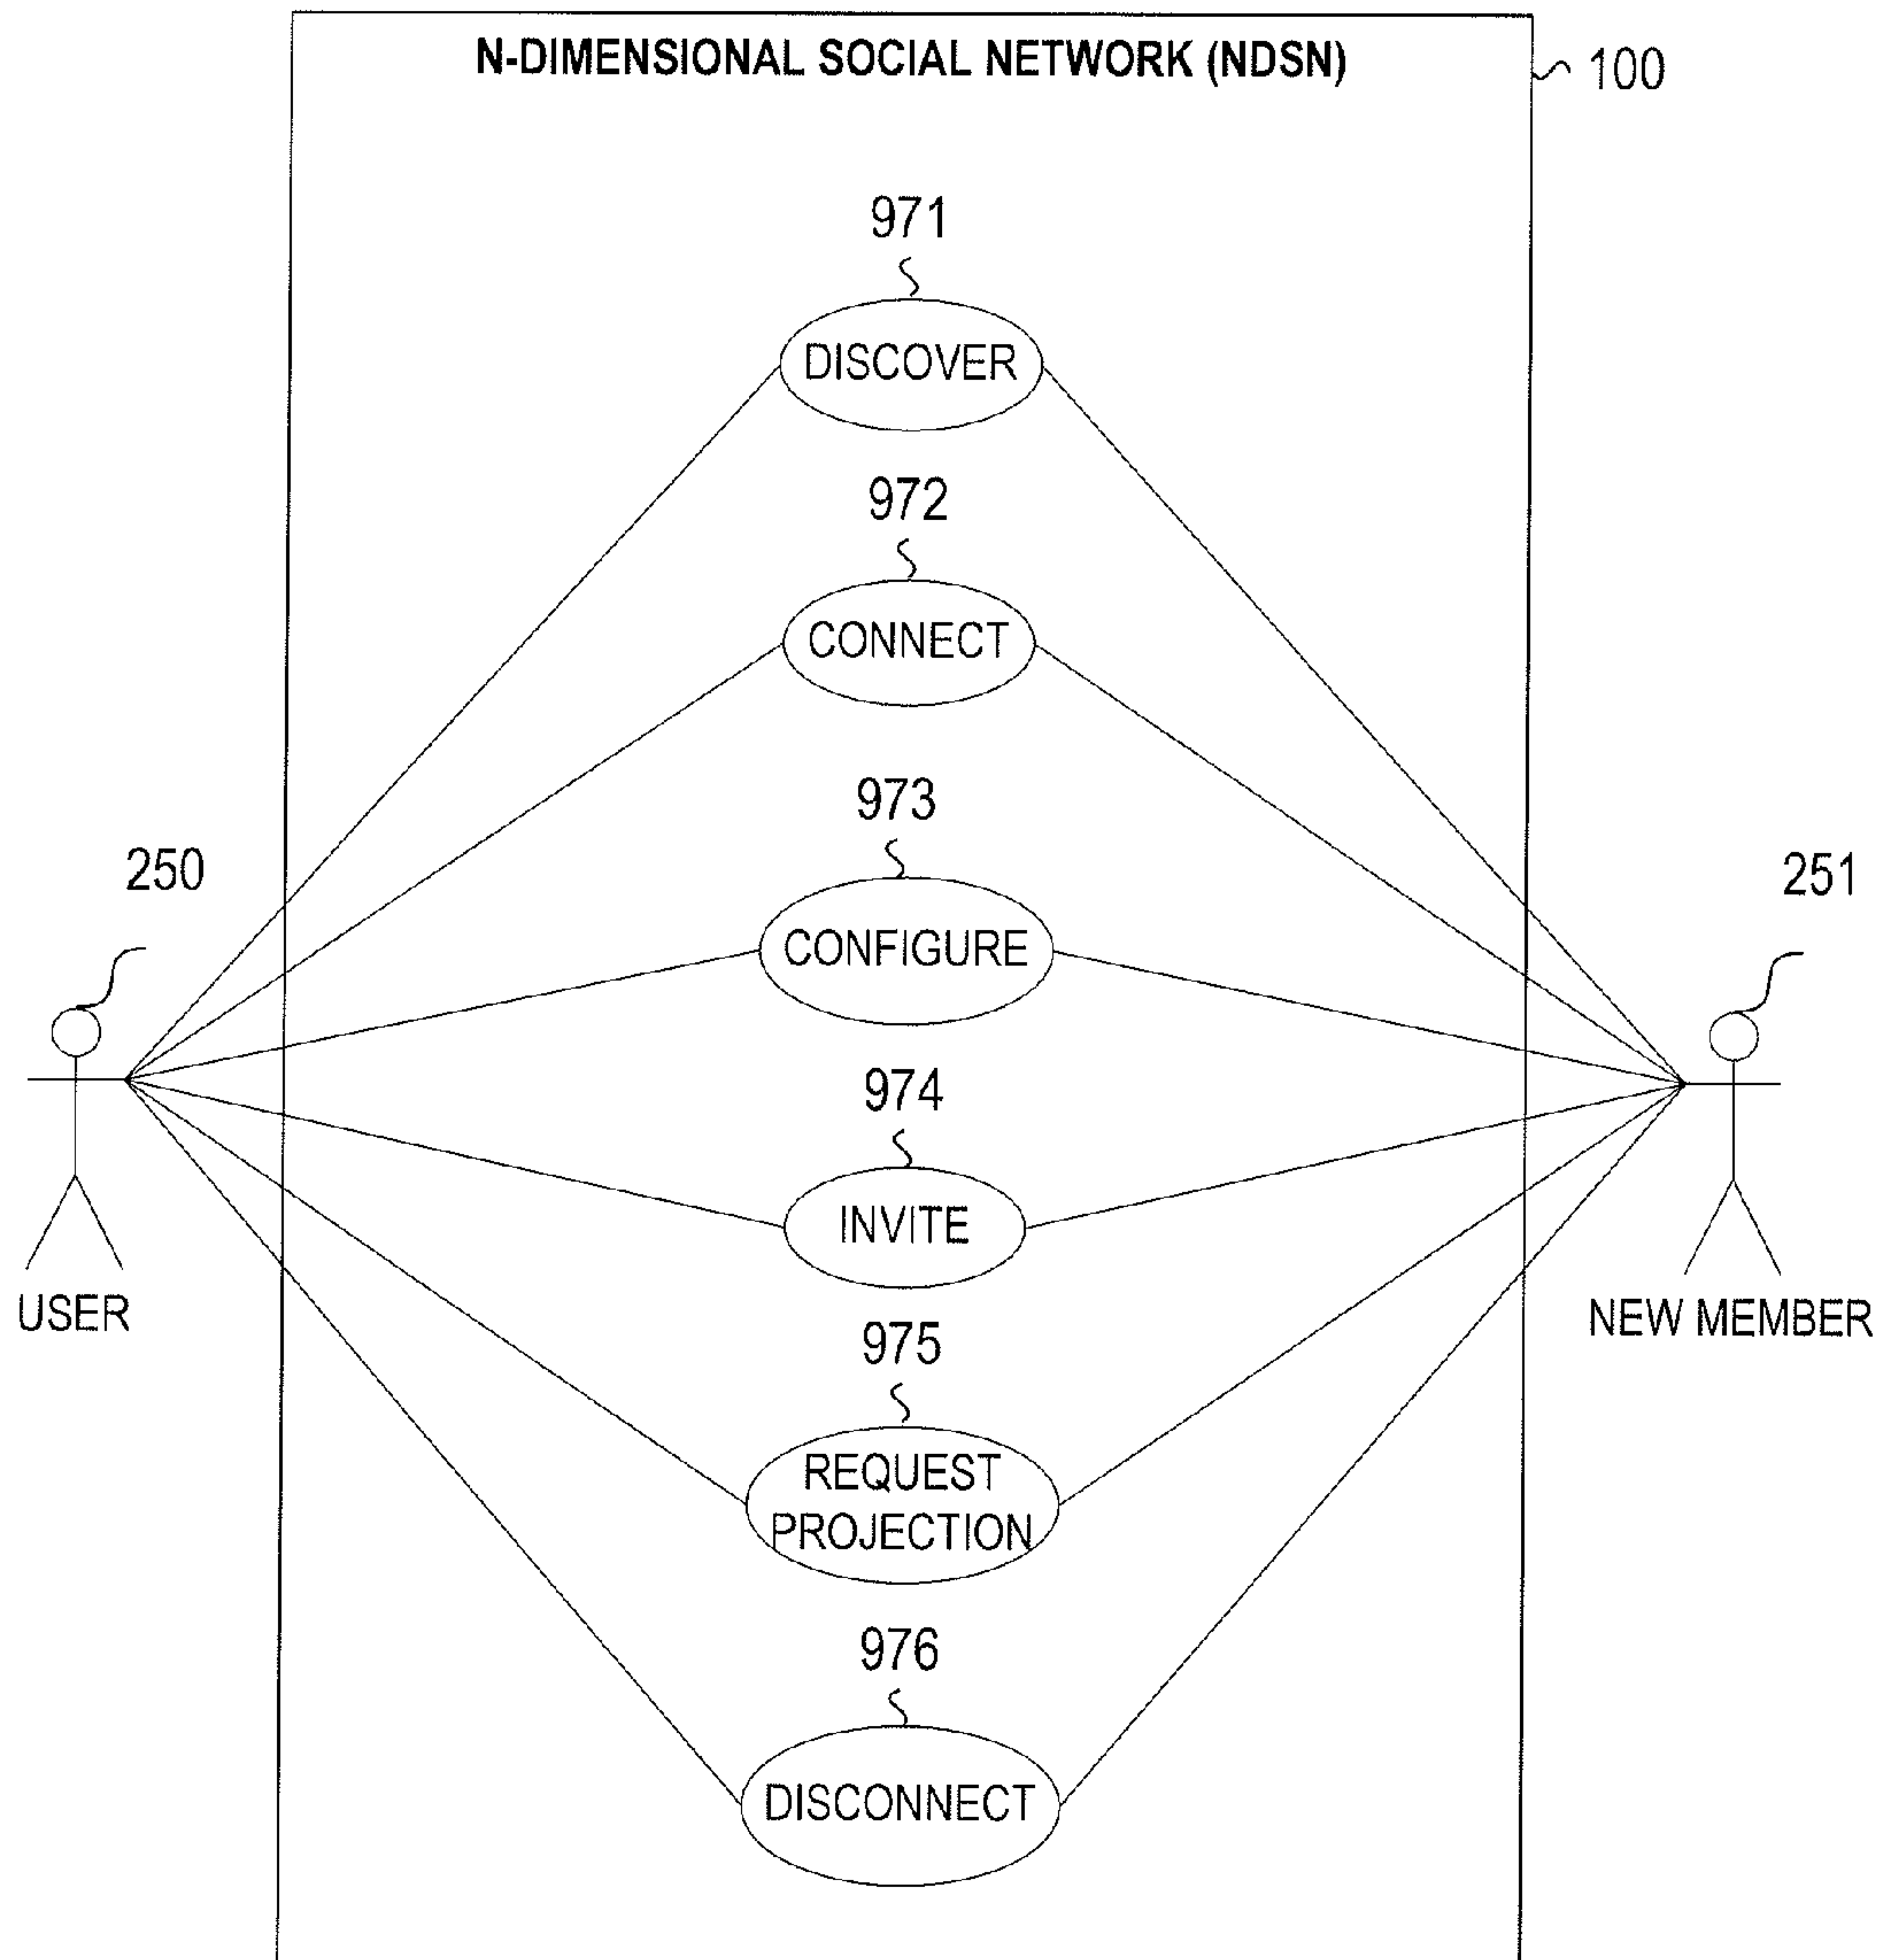 N-DIMENSIONAL SOCIAL NETWORK (NDSN)
100
971
DISCOVER
972
CONNECT
973
CONFIGURE
250
251
974
INVITE
USER
NEW MEMBER
975
REQUEST
PROJECTION
976
DISCONNECT